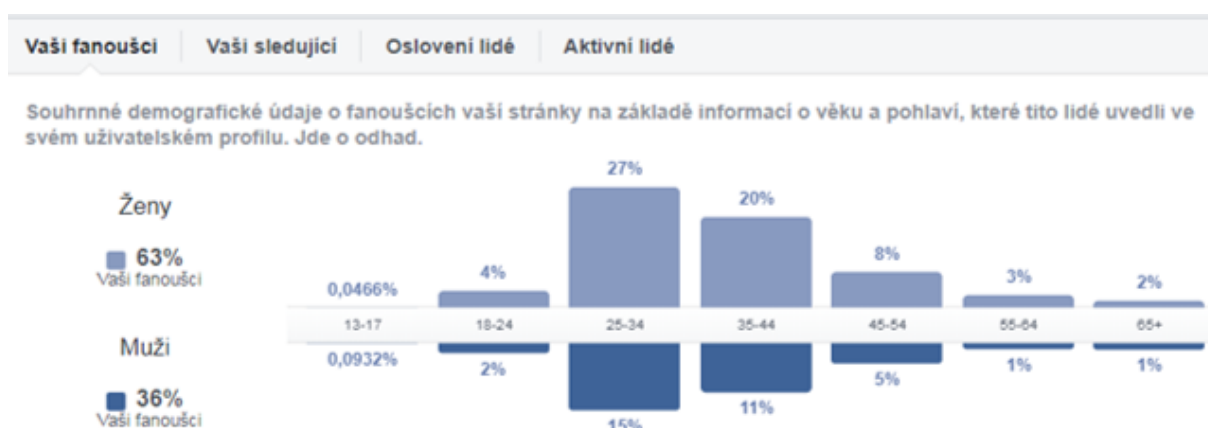 Vaši fanoušci Vaši sledující Oslovení lidé Aktivní lidé
Souhrnné demografické údaje o fanoušcích vaší stránky na základě informací o věku a pohlaví, které tito lidé uvedli ve
svém uživatelském profilu. Jde o odhad.
Ženy
63%
Vaši fanoušci
0,0466% 4% 27% 20% 8% 3% 2%
13-17 18-24 25-34 35-44 45-54 55-64 65+
0,0932% 2% 15% 11% 5% 1% 1%
Muži
36%
Vaši fanoušci